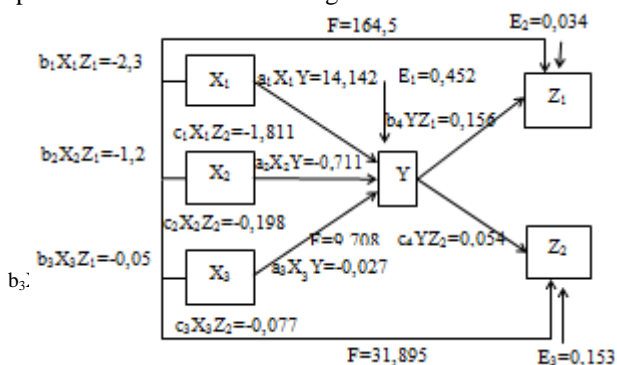 F=164,5
E₂=0,034
b₁X₁Z₁=-2,3
X₁
a₁X₁Y=14,142
E₁=0,452
Z₁
b₄YZ₁=0,156
c₁X₁Z₂=-1,811
b₂X₂Z₁=-1,2
X₂
a₂X₂Y=-0,711
Y
c₂X₂Z₂=-0,198
F=9,708
c₄YZ₂=0,054
b₃X₃Z₁=-0,05
X₃
a₃X₃Y=-0,027
Z₂
b₃
c₃X₃Z₂=-0,077
F=31,895
E₃=0,153